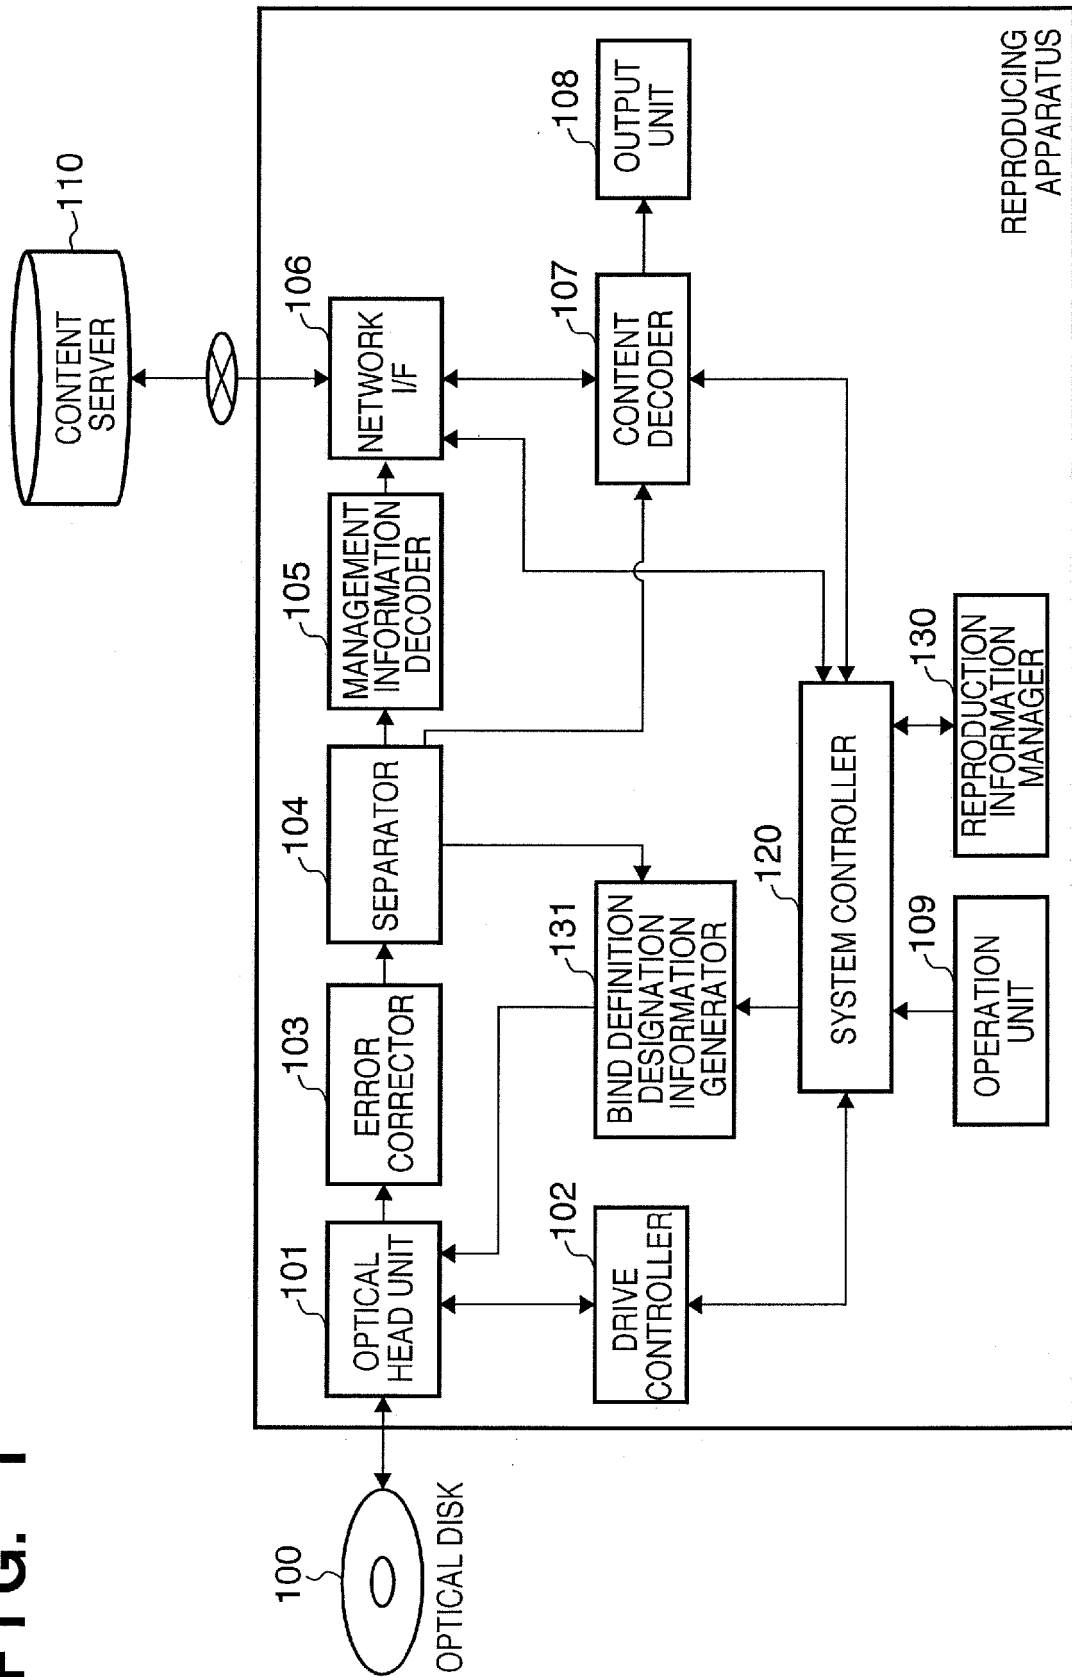 FIG. 1
110
CONTENT
SERVER
100
OPTICAL DISK
101
OPTICAL
HEAD UNIT
103
ERROR
CORRECTOR
104
SEPARATOR
105
MANAGEMENT
INFORMATION
DECODER
106
NETWORK
I/F
102
DRIVE
CONTROLLER
131
BIND DEFINITION
DESIGNATION
INFORMATION
GENERATOR
107
CONTENT
DECODER
108
OUTPUT
UNIT
120
SYSTEM CONTROLLER
109
OPERATION
UNIT
130
REPRODUCTION
INFORMATION
MANAGER
REPRODUCING
APPARATUS